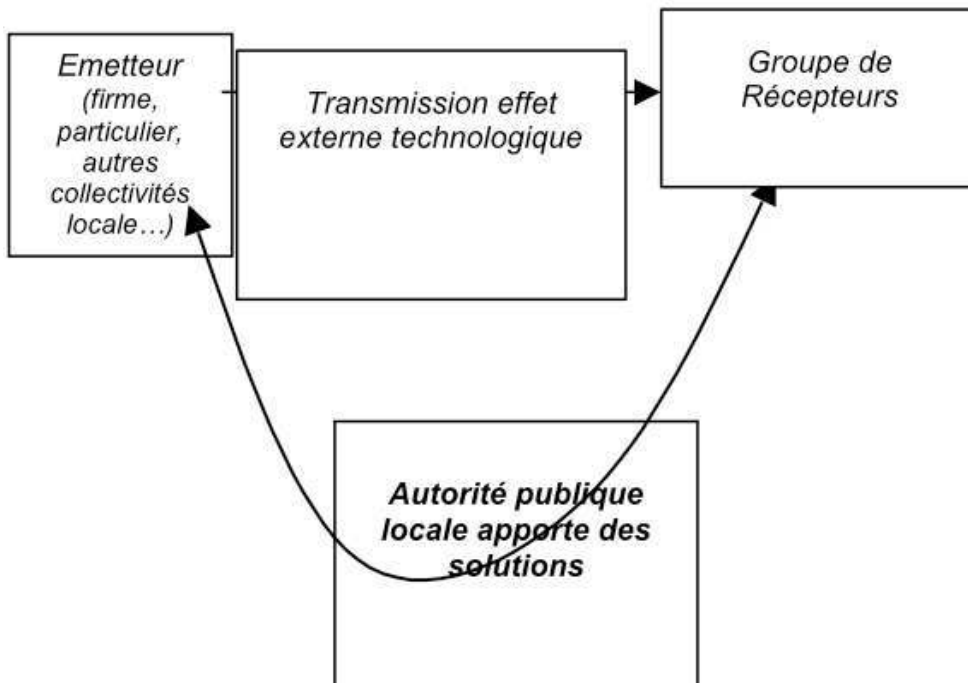 Emetteur
(firme,
particulier,
autres
collectivités
locale…)
Transmission effet
externe technologique
Groupe de
Récepteurs
Autorité publique
locale apporte des
solutions